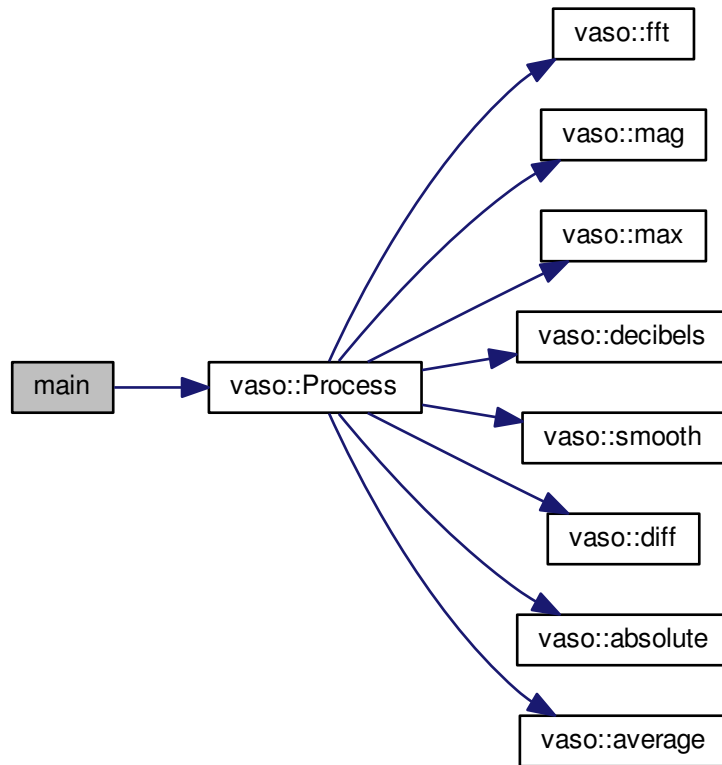 main
vaso::Process
vaso::fft
vaso::mag
vaso::max
vaso::decibels
vaso::smooth
vaso::diff
vaso::absolute
vaso::average